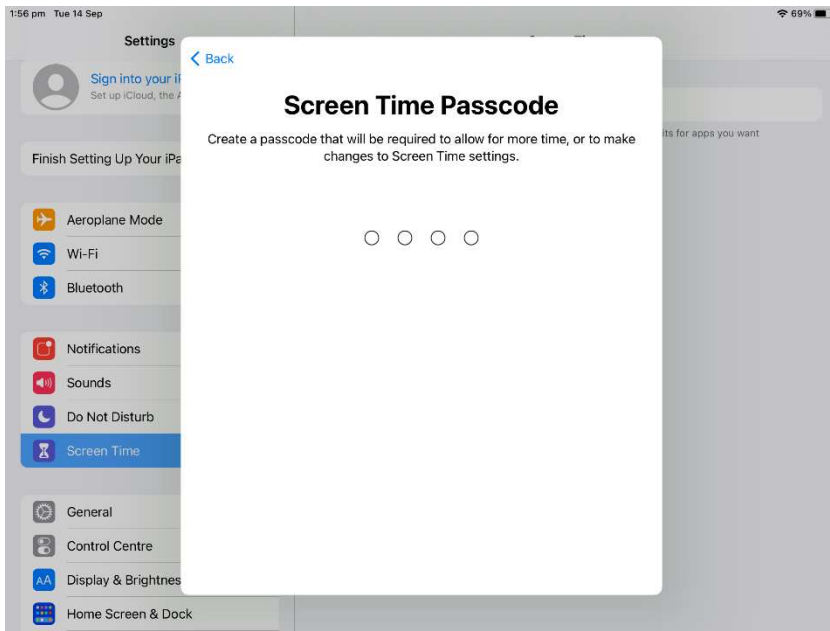 1:56 pm Tue 14 Sep
69%
Settings
Back
Sign into your
Set up iCloud, the
Screen Time Passcode
Create a passcode that will be required to allow for more time, or to make
changes to Screen Time settings.
for apps you want
Finish Setting Up Your
Aeroplane Mode
Wi-Fi
Bluetooth
Notifications
Sounds
Do Not Disturb
Screen Time
General
Control Centre
AA
Display & Brightnes
Home Screen & Dock